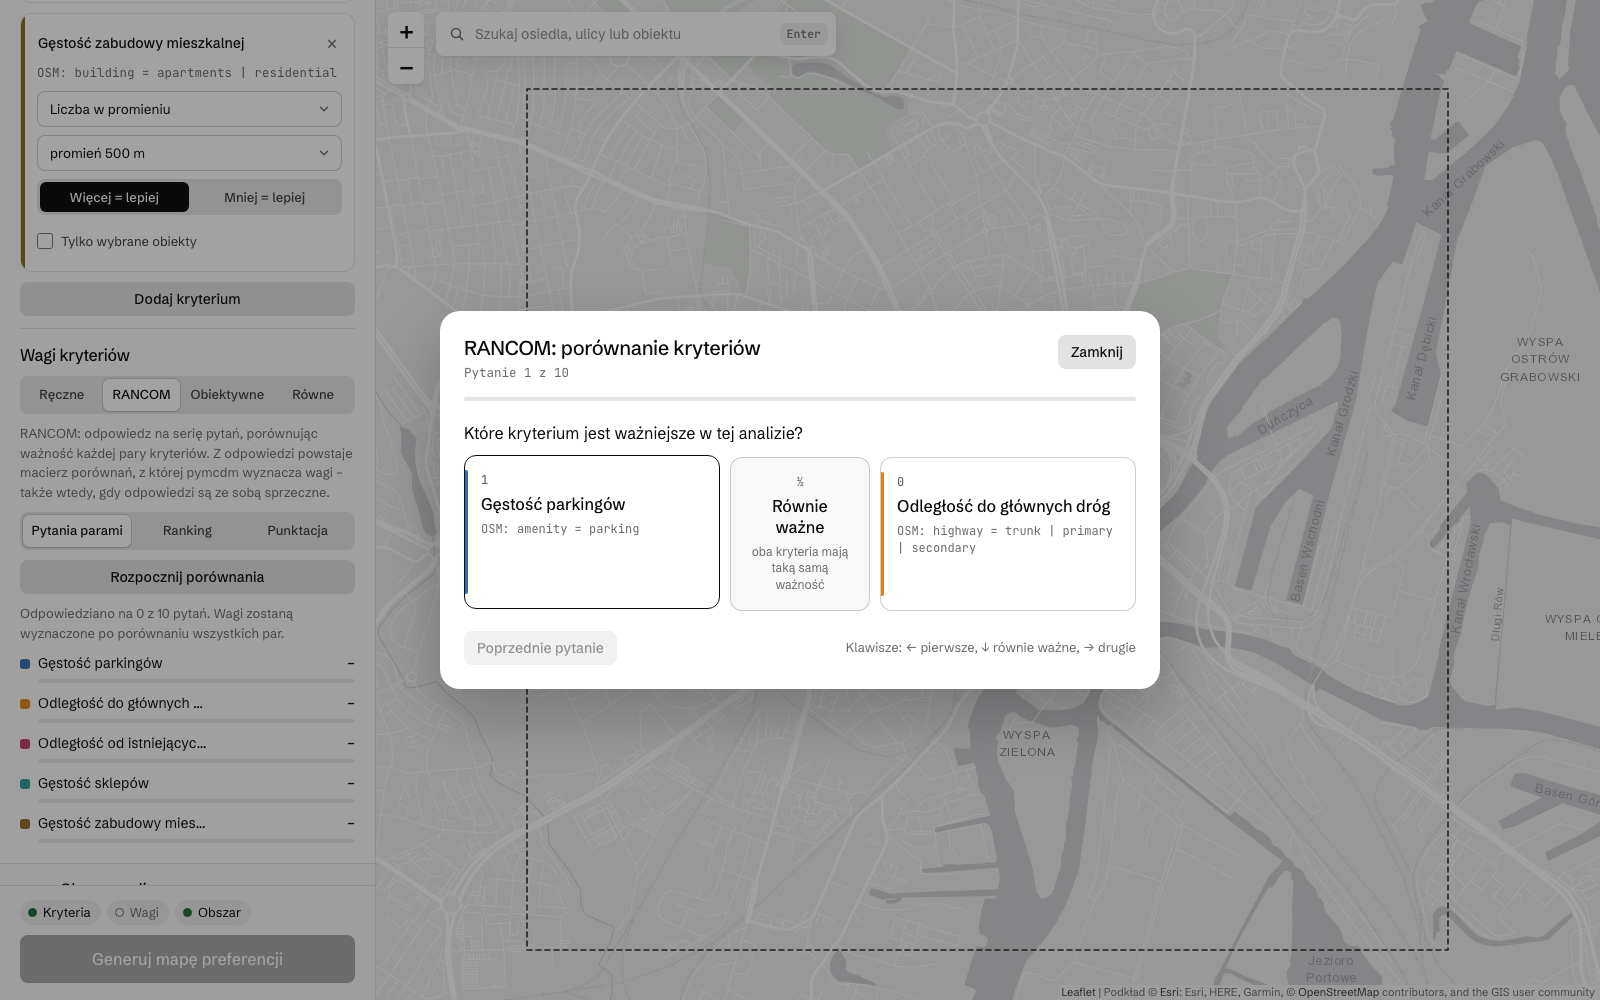 Gęstość zabudowy mieszkalnej
OSM: building = apartments | residential
Liczba w promieniu
promień 500 m
Więcej = lepiej
Mniej = lepiej
Tylko wybrane obiekty
Dodaj kryterium
Wagi kryteriów
Ręczne
RANCOM
Obiektywne
Równe
RANCOM: odpowiedz na serię pytań, porównując
ważność każdej pary kryteriów. Z odpowiedzi powstaje
macierz porównań, z której pymcdm wyznacza wagi –
także wtedy, gdy odpowiedzi są ze sobą sprzeczne.
Pytania parami
Ranking
Punktacja
Rozpocznij porównania
Odpowiedziano na 0 z 10 pytań. Wagi zostaną
wyznaczone po porównaniu wszystkich par.
Gęstość parkingów –
Odległość do głównych ... –
Odległość od istniejącyc... –
Gęstość sklepów –
Gęstość zabudowy mies... –
Kryteria
Wagi
Obszar
Generuj mapę preferencji
+
−
Szukaj osiedla, ulicy lub obiektu
Enter
RANCOM: porównanie kryteriów
Zamknij
Pytanie 1 z 10
Które kryterium jest ważniejsze w tej analizie?
1
Gęstość parkingów
OSM: amenity = parking
½
Równie
ważne
oba kryteria mają
taką samą
ważność
0
Odległość do głównych dróg
OSM: highway = trunk | primary
| secondary
Poprzednie pytanie
Klawisze: ← pierwsze, ↓ równie ważne, → drugie
Kanał Grabowski
WYSPA
OSTRÓW
GRABOWSKI
Kanał Dębicki
Kanał Grodzki
Duńczyca
Basen Wschodni
Kanał Wrocławski
Długi Rów
WYSPA
ZIELONA
Jezioro
Portowe
Leaflet | Podkład © Esri: Esri, HERE, Garmin, © OpenStreetMap contributors, and the GIS user community